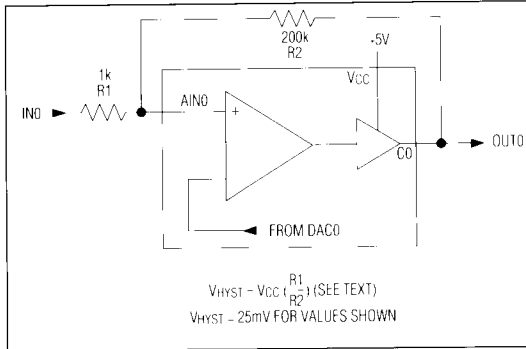 200k
R2
-5V
1k
R1
VCC
AIN0
IN0
+
C0
OUT0
FROM DAC0
VHYST - VCC (R1/R2) (SEE TEXT)
VHYST - 25mV FOR VALUES SHOWN